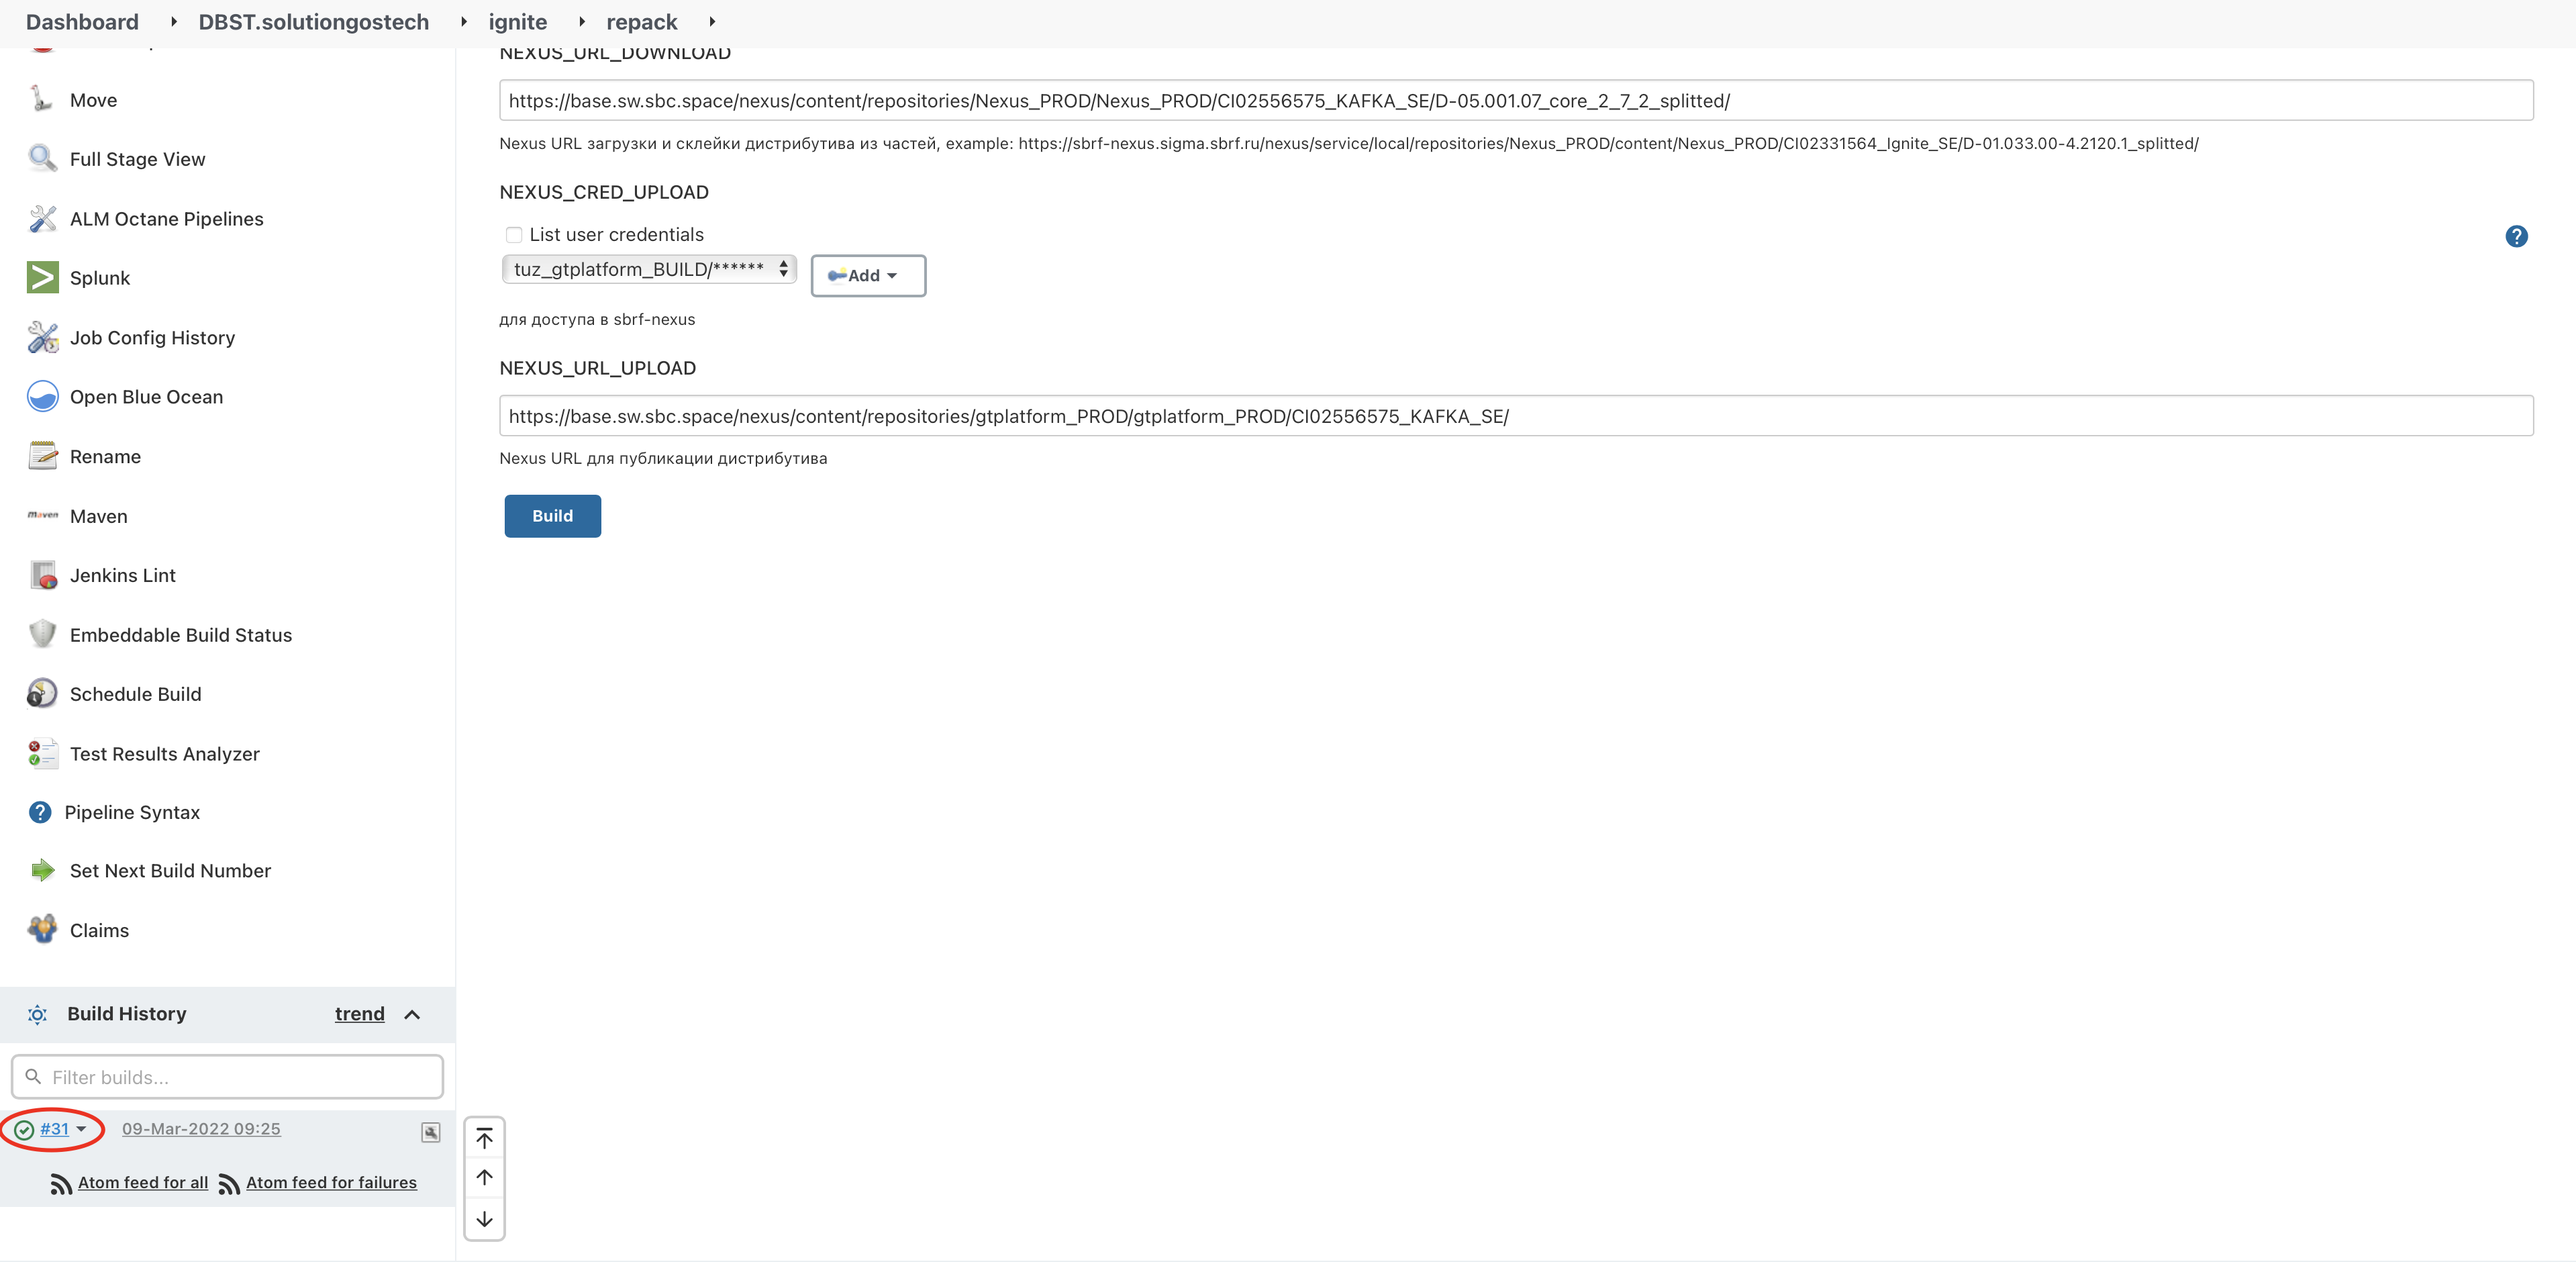 Dashboard DBST.solutiongostech ignite repack
Move
Full Stage View
ALM Octane Pipelines
Splunk
Job Config History
Open Blue Ocean
Rename
Maven
Maven
Jenkins Lint
Embeddable Build Status
Schedule Build
Test Results Analyzer
Pipeline Syntax
Set Next Build Number
Claims
Build History trend
Filter builds...
#31 09-Mar-2022 09:25
Atom feed for all Atom feed for failures
NEXUS_URL_DOWNLOAD
https://base.sw.sbc.space/nexus/content/repositories/Nexus_PROD/Nexus_PROD/CI02556575_KAFKA_SE/D-05.001.07_core_2_7_2_splitted/
Nexus URL загрузки и склейки дистрибутива из частей, example: https://sbrf-nexus.sigma.sbrf.ru/nexus/service/local/repositories/Nexus_PROD/content/Nexus_PROD/CI02331564_Ignite_SE/D-01.033.00-4.2120.1_splitted/
NEXUS_CRED_UPLOAD
List user credentials
tuz_gtplatform_BUILD/****** Add
для доступа в sbrf-nexus
NEXUS_URL_UPLOAD
https://base.sw.sbc.space/nexus/content/repositories/gtplatform_PROD/gtplatform_PROD/CI02556575_KAFKA_SE/
Nexus URL для публикации дистрибутива
Build